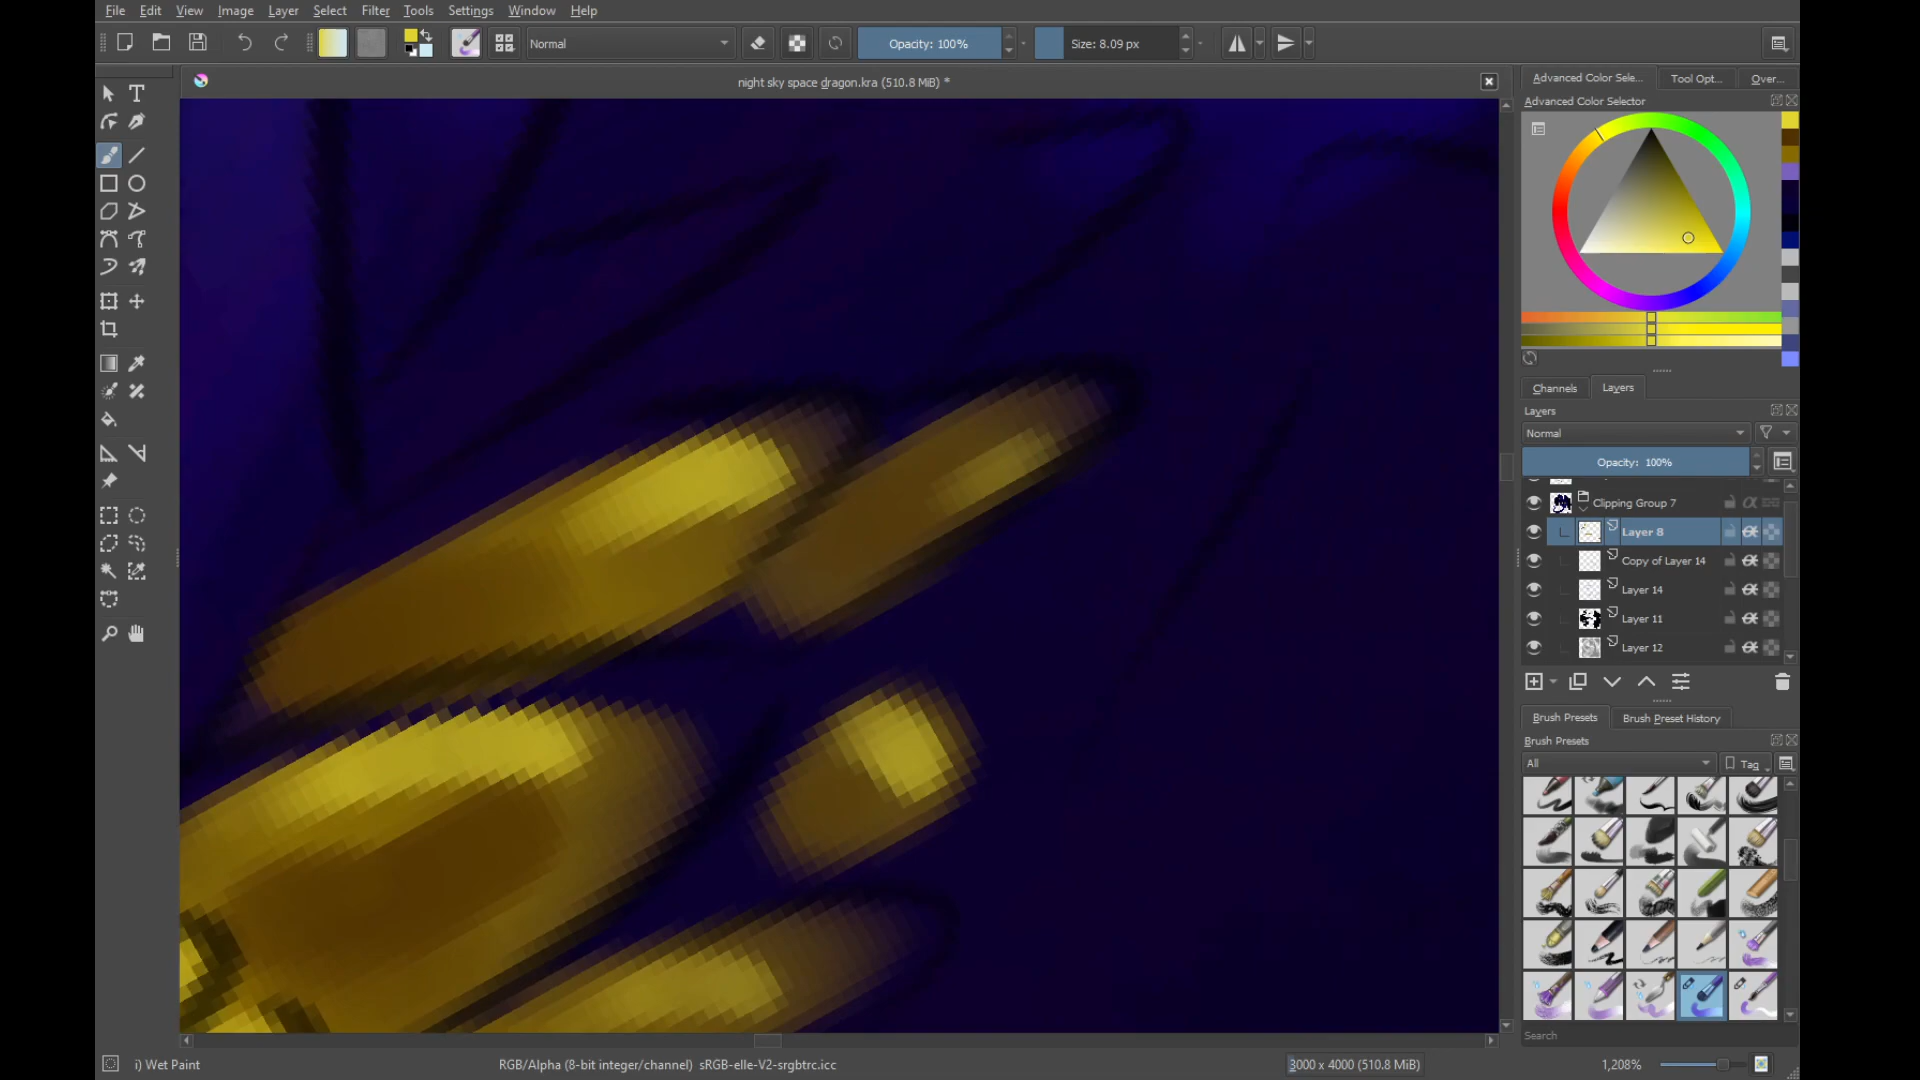 File Edit View Image Layer Select Filter Tools Settings Window Help
Normal Opacity: 100% Size: 8.09 px
night sky space dragon.kra (510.8 MiB) *
Advanced Color Sele... Tool Opt... Over...
Advanced Color Selector
Channels Layers
Layers
Normal
Opacity: 100%
Clipping Group 7
Layer 8
Copy of Layer 14
Layer 14
Layer 11
Layer 12
Brush Presets Brush Preset History
Brush Presets
All Tag
Search
i) Wet Paint RGB/Alpha (8-bit integer/channel) sRGB-elle-V2-srgbtrc.icc 3000 x 4000 (510.8 MiB) 1,208%